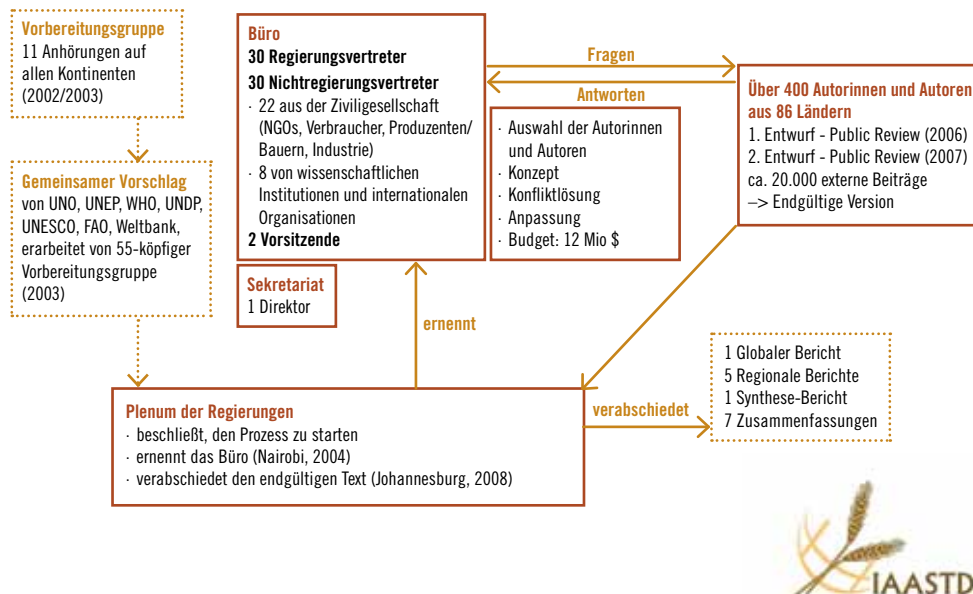 Vorbereitungsgruppe
11 Anhörungen auf
allen Kontinenten
(2002/2003)
Gemeinsamer Vorschlag
von UNO, UNEP, WHO, UNDP,
UNESCO, FAO, Weltbank,
erarbeitet von 55-köpfiger
Vorbereitungsgruppe
(2003)
Büro
30 Regierungsvertreter
30 Nichtregierungsvertreter
· 22 aus der Ziviligesellschaft
(NGOs, Verbraucher, Produzenten/
Bauern, Industrie)
· 8 von wissenschaftlichen
Institutionen und internationalen
Organisationen
2 Vorsitzende
Sekretariat
1 Direktor
Fragen
Antworten
· Auswahl der Autorinnen
und Autoren
· Konzept
· Konfliktlösung
· Anpassung
· Budget: 12 Mio $
Über 400 Autorinnen und Autoren
aus 86 Ländern
1. Entwurf - Public Review (2006)
2. Entwurf - Public Review (2007)
ca. 20.000 externe Beiträge
–> Endgültige Version
ernennt
Plenum der Regierungen
· beschließt, den Prozess zu starten
· ernennt das Büro (Nairobi, 2004)
· verabschiedet den endgültigen Text (Johannesburg, 2008)
verabschiedet
1 Globaler Bericht
5 Regionale Berichte
1 Synthese-Bericht
7 Zusammenfassungen
IAASTD